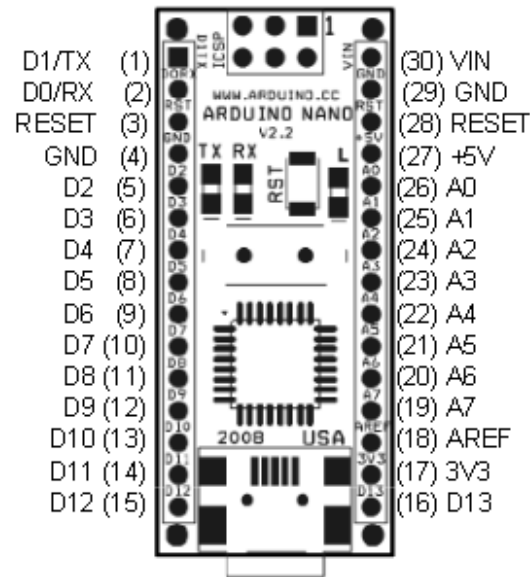 D1/TX (1)
D0/RX (2)
RESET (3)
GND (4)
D2 (5)
D3 (6)
D4 (7)
D5 (8)
D6 (9)
D7 (10)
D8 (11)
D9 (12)
D10 (13)
D11 (14)
D12 (15)
D1TX
ICSP
1
VIN
WWW.ARDUINO.CC
ARDUINO NANO
V2.2
TX RX
RST
L
2008 USA
D0RX
RST
GND
D2
D3
D4
D5
D6
D7
D8
D9
D10
D11
D12
GND
RST
+5V
A0
A1
A2
A3
A4
A5
A6
A7
AREF
3V3
D13
(30) VIN
(29) GND
(28) RESET
(27) +5V
(26) A0
(25) A1
(24) A2
(23) A3
(22) A4
(21) A5
(20) A6
(19) A7
(18) AREF
(17) 3V3
(16) D13